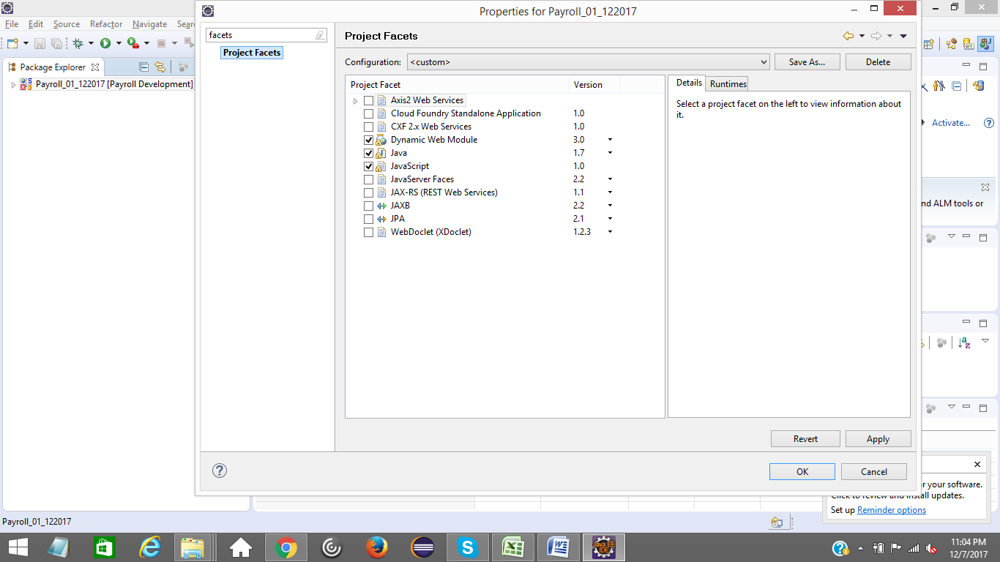 Properties for Payroll_01_122017
File Edit Source Refactor Navigate
Package Explorer
Payroll_01_122017 [Payroll Development]
facets
Project Facets
Project Facets
Configuration: <custom>
Save As...
Delete
Project Facet Version
Axis2 Web Services
Cloud Foundry Standalone Application 1.0
CXF 2.x Web Services 1.0
Dynamic Web Module 3.0
Java 1.7
JavaScript 1.0
JavaServer Faces 2.2
JAX-RS (REST Web Services) 1.1
JAXB 2.2
JPA 2.1
WebDoclet (XDoclet) 1.2.3
Details Runtimes
Select a project facet on the left to view information about
it.
Revert Apply
OK Cancel
Activate...
nd ALM tools or
r your software.
Click to review and install updates.
Set up Reminder options
Payroll_01_122017
Java EE
IDE
11:04 PM
12/7/2017